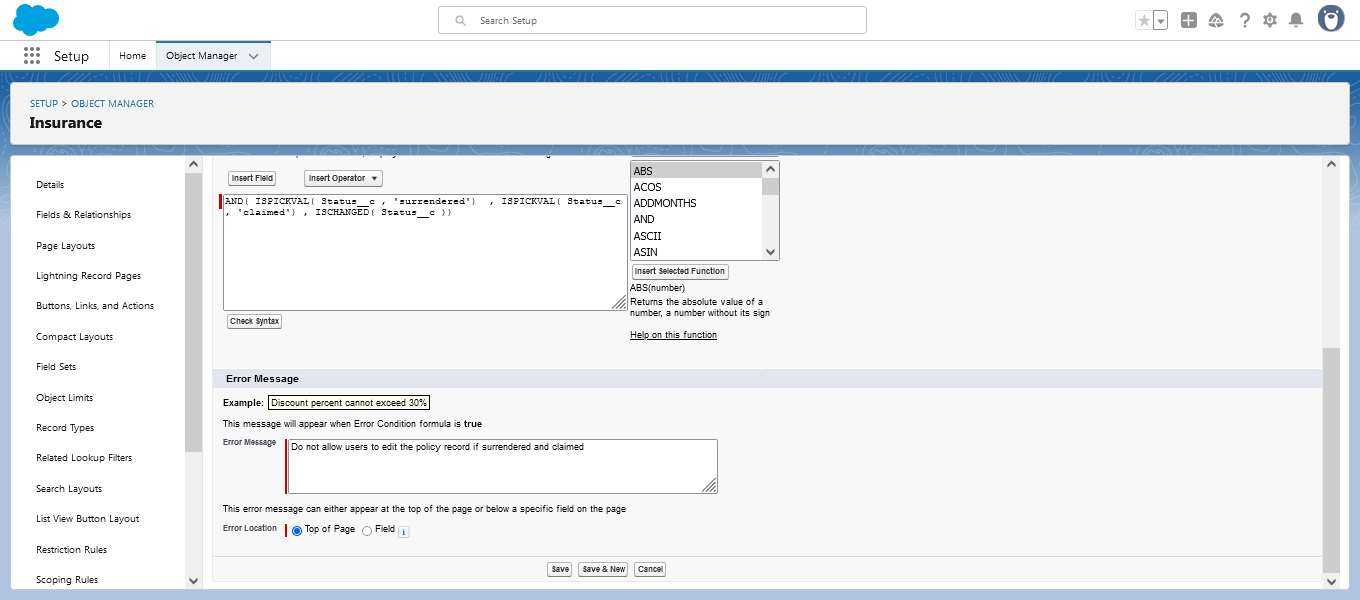 Search Setup
Setup
Home
Object Manager
SETUP > OBJECT MANAGER
Insurance
Details
Fields & Relationships
Page Layouts
Lightning Record Pages
Buttons, Links, and Actions
Compact Layouts
Field Sets
Object Limits
Record Types
Related Lookup Filters
Search Layouts
List View Button Layout
Restriction Rules
Scoping Rules
Insert Field
Insert Operator
AND( ISPICKVAL( Status__c , 'surrendered')  , ISPICKVAL( Status__c
, 'claimed') , ISCHANGED( Status__c ))
Check Syntax
ABS
ACOS
ADDMONTHS
AND
ASCII
ASIN
Insert Selected Function
ABS(number)
Returns the absolute value of a
number, a number without its sign
Help on this function
Error Message
Example: Discount percent cannot exceed 30%
This message will appear when Error Condition formula is true
Error Message
Do not allow users to edit the policy record if surrendered and claimed
This error message can either appear at the top of the page or below a specific field on the page
Error Location
Top of Page
Field
i
Save
Save & New
Cancel